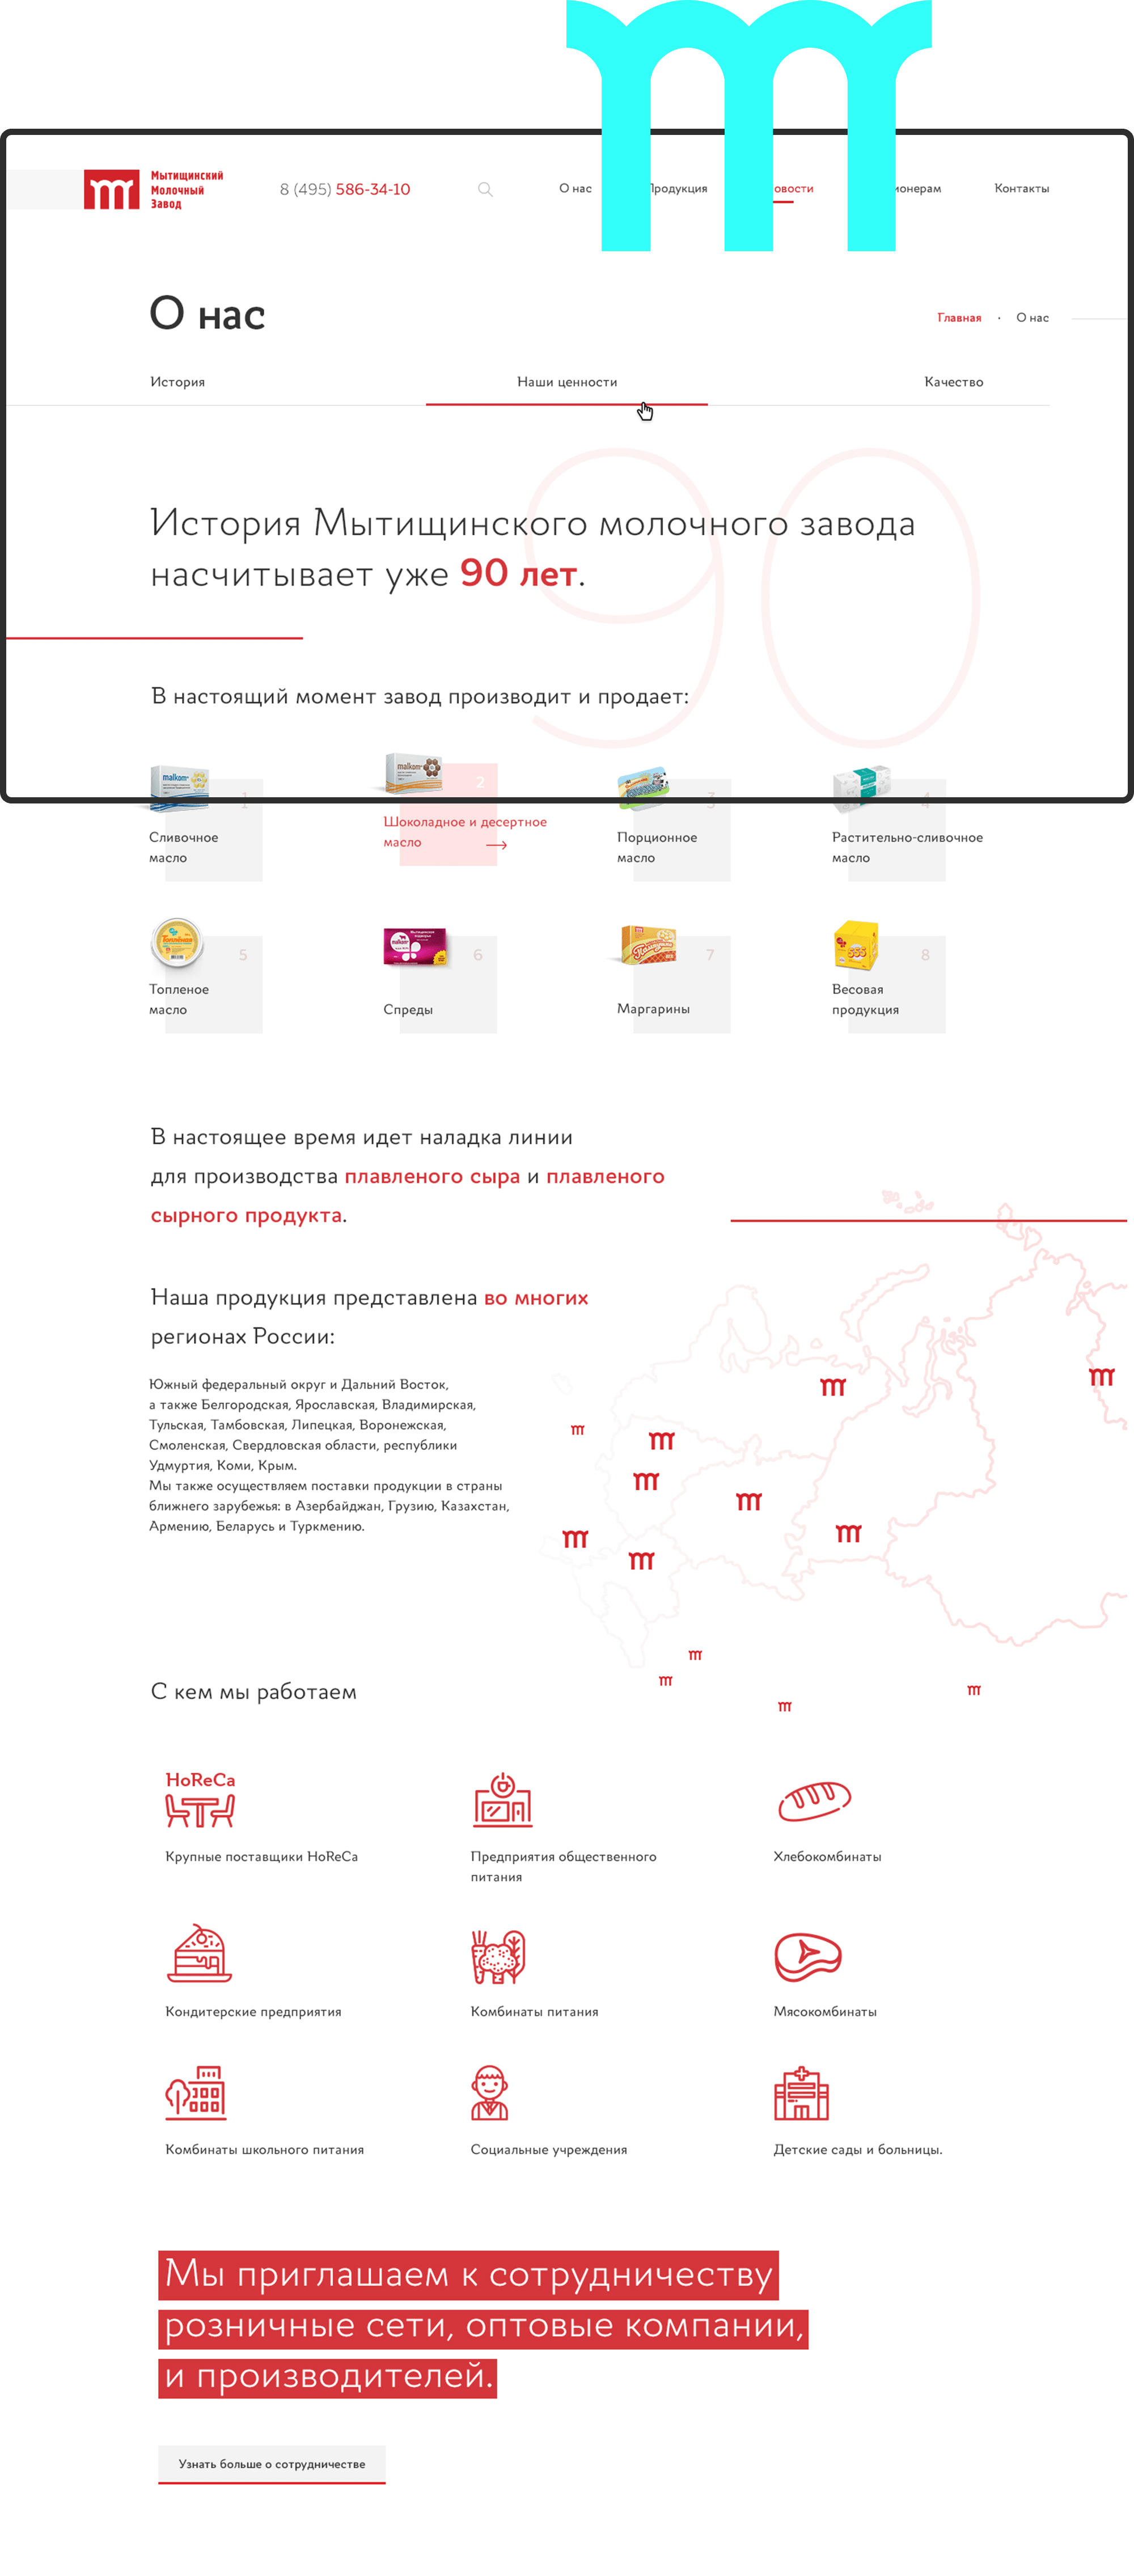 Мытищинский
Молочный
Завод
8 (495) 586-34-10
О нас
Продукция
Контакты
О нас
Главная · О нас
История
Наши ценности
Качество
90
История Мытищинского молочного завода
насчитывает уже 90 лет.
В настоящий момент завод производит и продает:
malkom
1
Сливочное
масло
malkom
2
Шоколадное и десертное
масло
3
Порционное
масло
4
Растительно-сливочное
масло
Топлёное
5
Топленое
масло
malkom
6
Спреды
7
Маргарины
555
8
Весовая
продукция
В настоящее время идет наладка линии
для производства плавленого сыра и плавленого
сырного продукта.
Наша продукция представлена во многих
регионах России:
Южный федеральный округ и Дальний Восток,
а также Белгородская, Ярославская, Владимирская,
Тульская, Тамбовская, Липецкая, Воронежская,
Смоленская, Свердловская области, республики
Удмуртия, Коми, Крым.
Мы также осуществляем поставки продукции в страны
ближнего зарубежья: в Азербайджан, Грузию, Казахстан,
Армению, Беларусь и Туркмению.
С кем мы работаем
HoReCa
Крупные поставщики HoReCa
Предприятия общественного
питания
Хлебокомбинаты
Кондитерские предприятия
Комбинаты питания
Мясокомбинаты
Комбинаты школьного питания
Социальные учреждения
Детские сады и больницы.
Мы приглашаем к сотрудничеству
розничные сети, оптовые компании,
и производителей.
Узнать больше о сотрудничестве